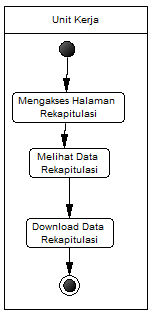 Unit Kerja
Mengakses Halaman
Rekapitulasi
Melihat Data
Rekapitulasi
Download Data
Rekapitulasi